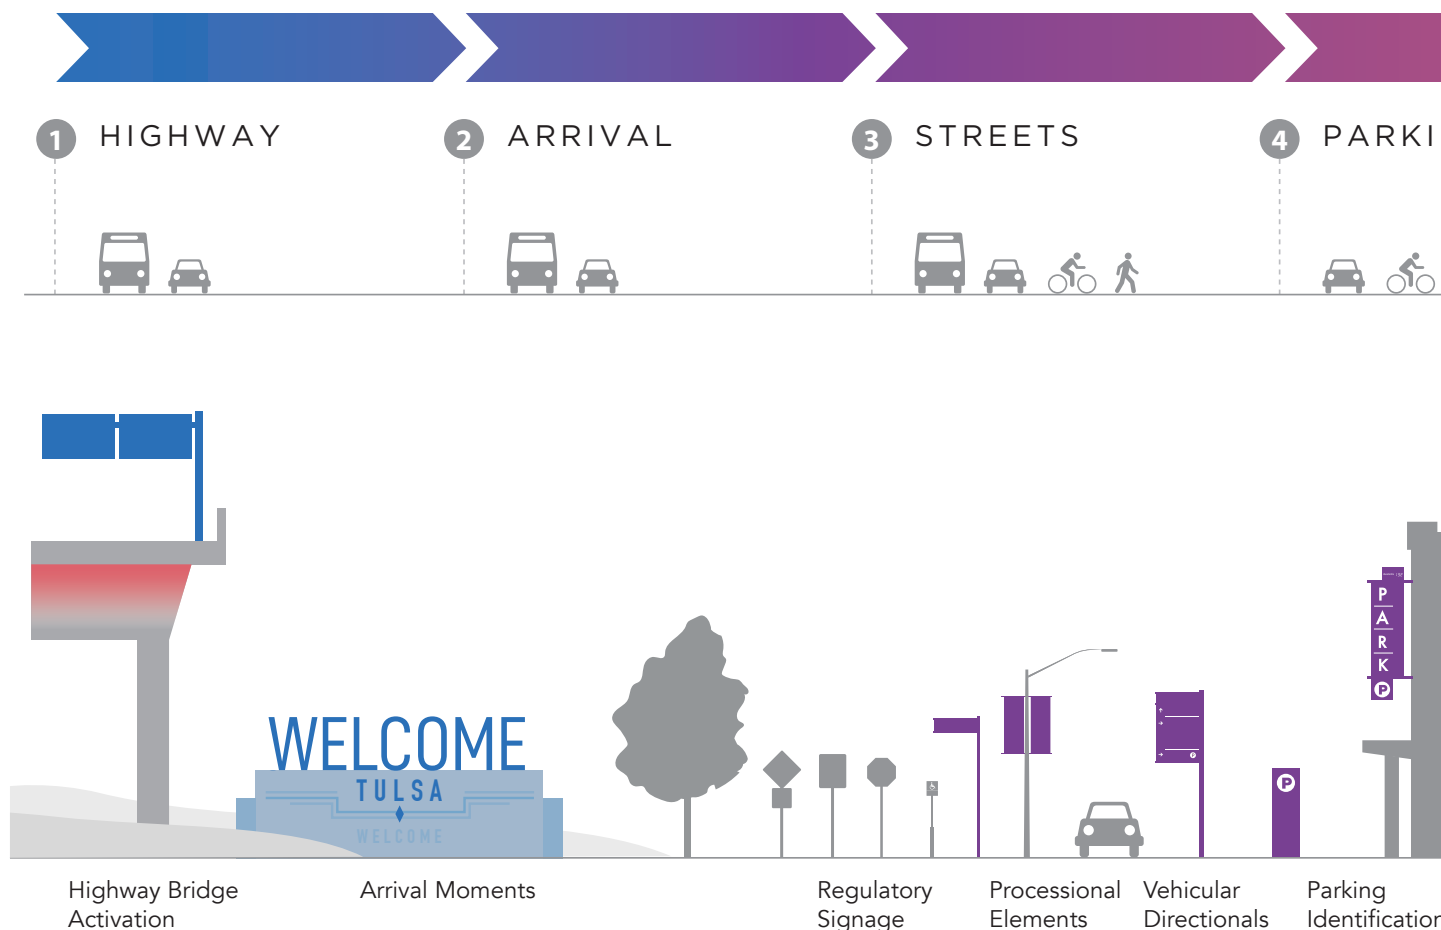 1 HIGHWAY
2 ARRIVAL
3 STREETS
4 PARKI
WELCOME
TULSA
WELCOME
P
A
R
K
P
P
Highway Bridge
Activation
Arrival Moments
Regulatory
Signage
Processional
Elements
Vehicular
Directionals
Parking
Identification